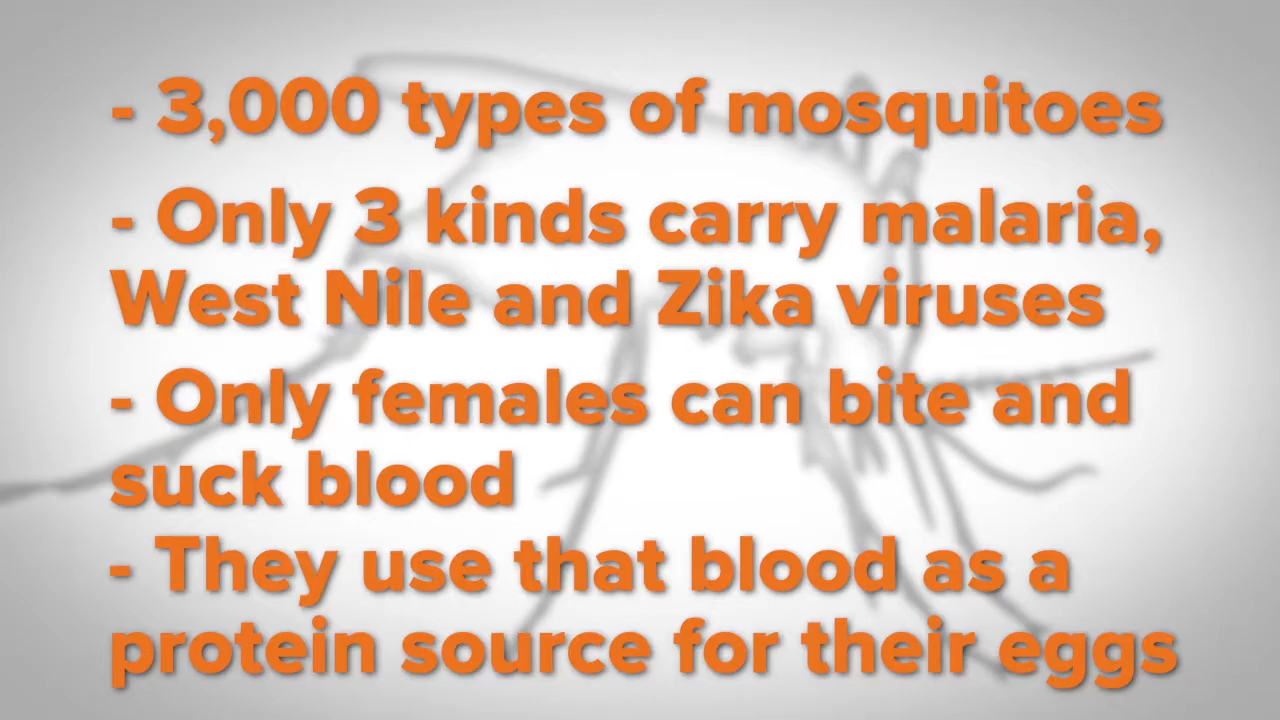 - 3,000 types of mosquitoes
- Only 3 kinds carry malaria,
West Nile and Zika viruses
- Only females can bite and
suck blood
- They use that blood as a
protein source for their eggs